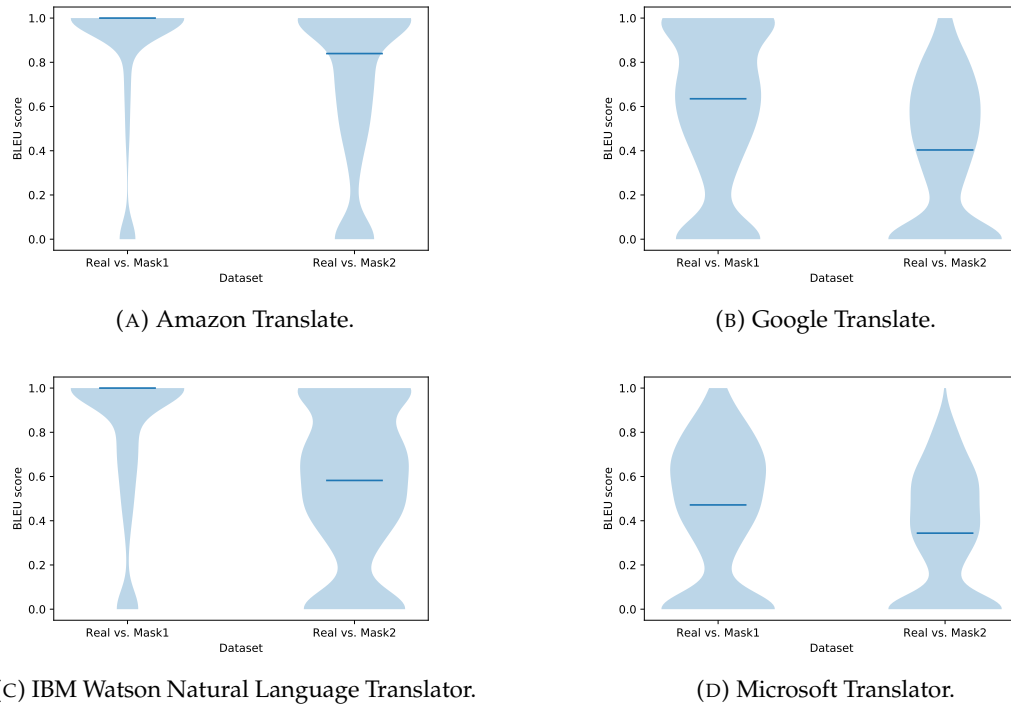 1.0
0.8
0.6
0.4
0.2
0.0
BLEU score
Real vs. Mask1
Real vs. Mask2
Dataset
(A) Amazon Translate.
1.0
0.8
0.6
0.4
0.2
0.0
BLEU score
Real vs. Mask1
Real vs. Mask2
Dataset
(B) Google Translate.
1.0
0.8
0.6
0.4
0.2
0.0
BLEU score
Real vs. Mask1
Real vs. Mask2
Dataset
(C) IBM Watson Natural Language Translator.
1.0
0.8
0.6
0.4
0.2
0.0
BLEU score
Real vs. Mask1
Real vs. Mask2
Dataset
(D) Microsoft Translator.